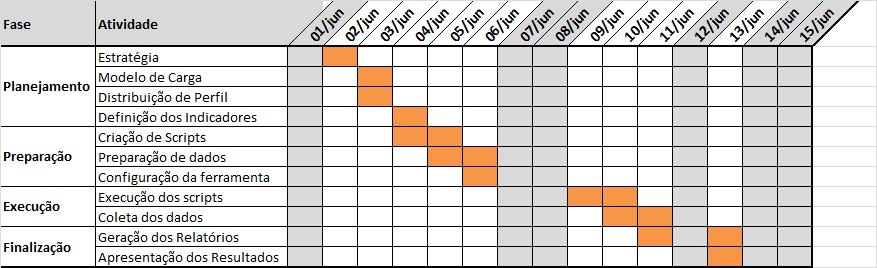 Fase Atividade 01/jun 02/jun 03/jun 04/jun 05/jun 06/jun 07/jun 08/jun 09/jun 10/jun 11/jun 12/jun 13/jun 14/jun 15/jun
Estratégia
Modelo de Carga
Planejamento
Distribuição de Perfil
Definição dos Indicadores
Criação de Scripts
Preparação Preparação de dados
Configuração da ferramenta
Execução dos scripts
Execução
Coleta dos dados
Geração dos Relatórios
Finalização
Apresentação dos Resultados